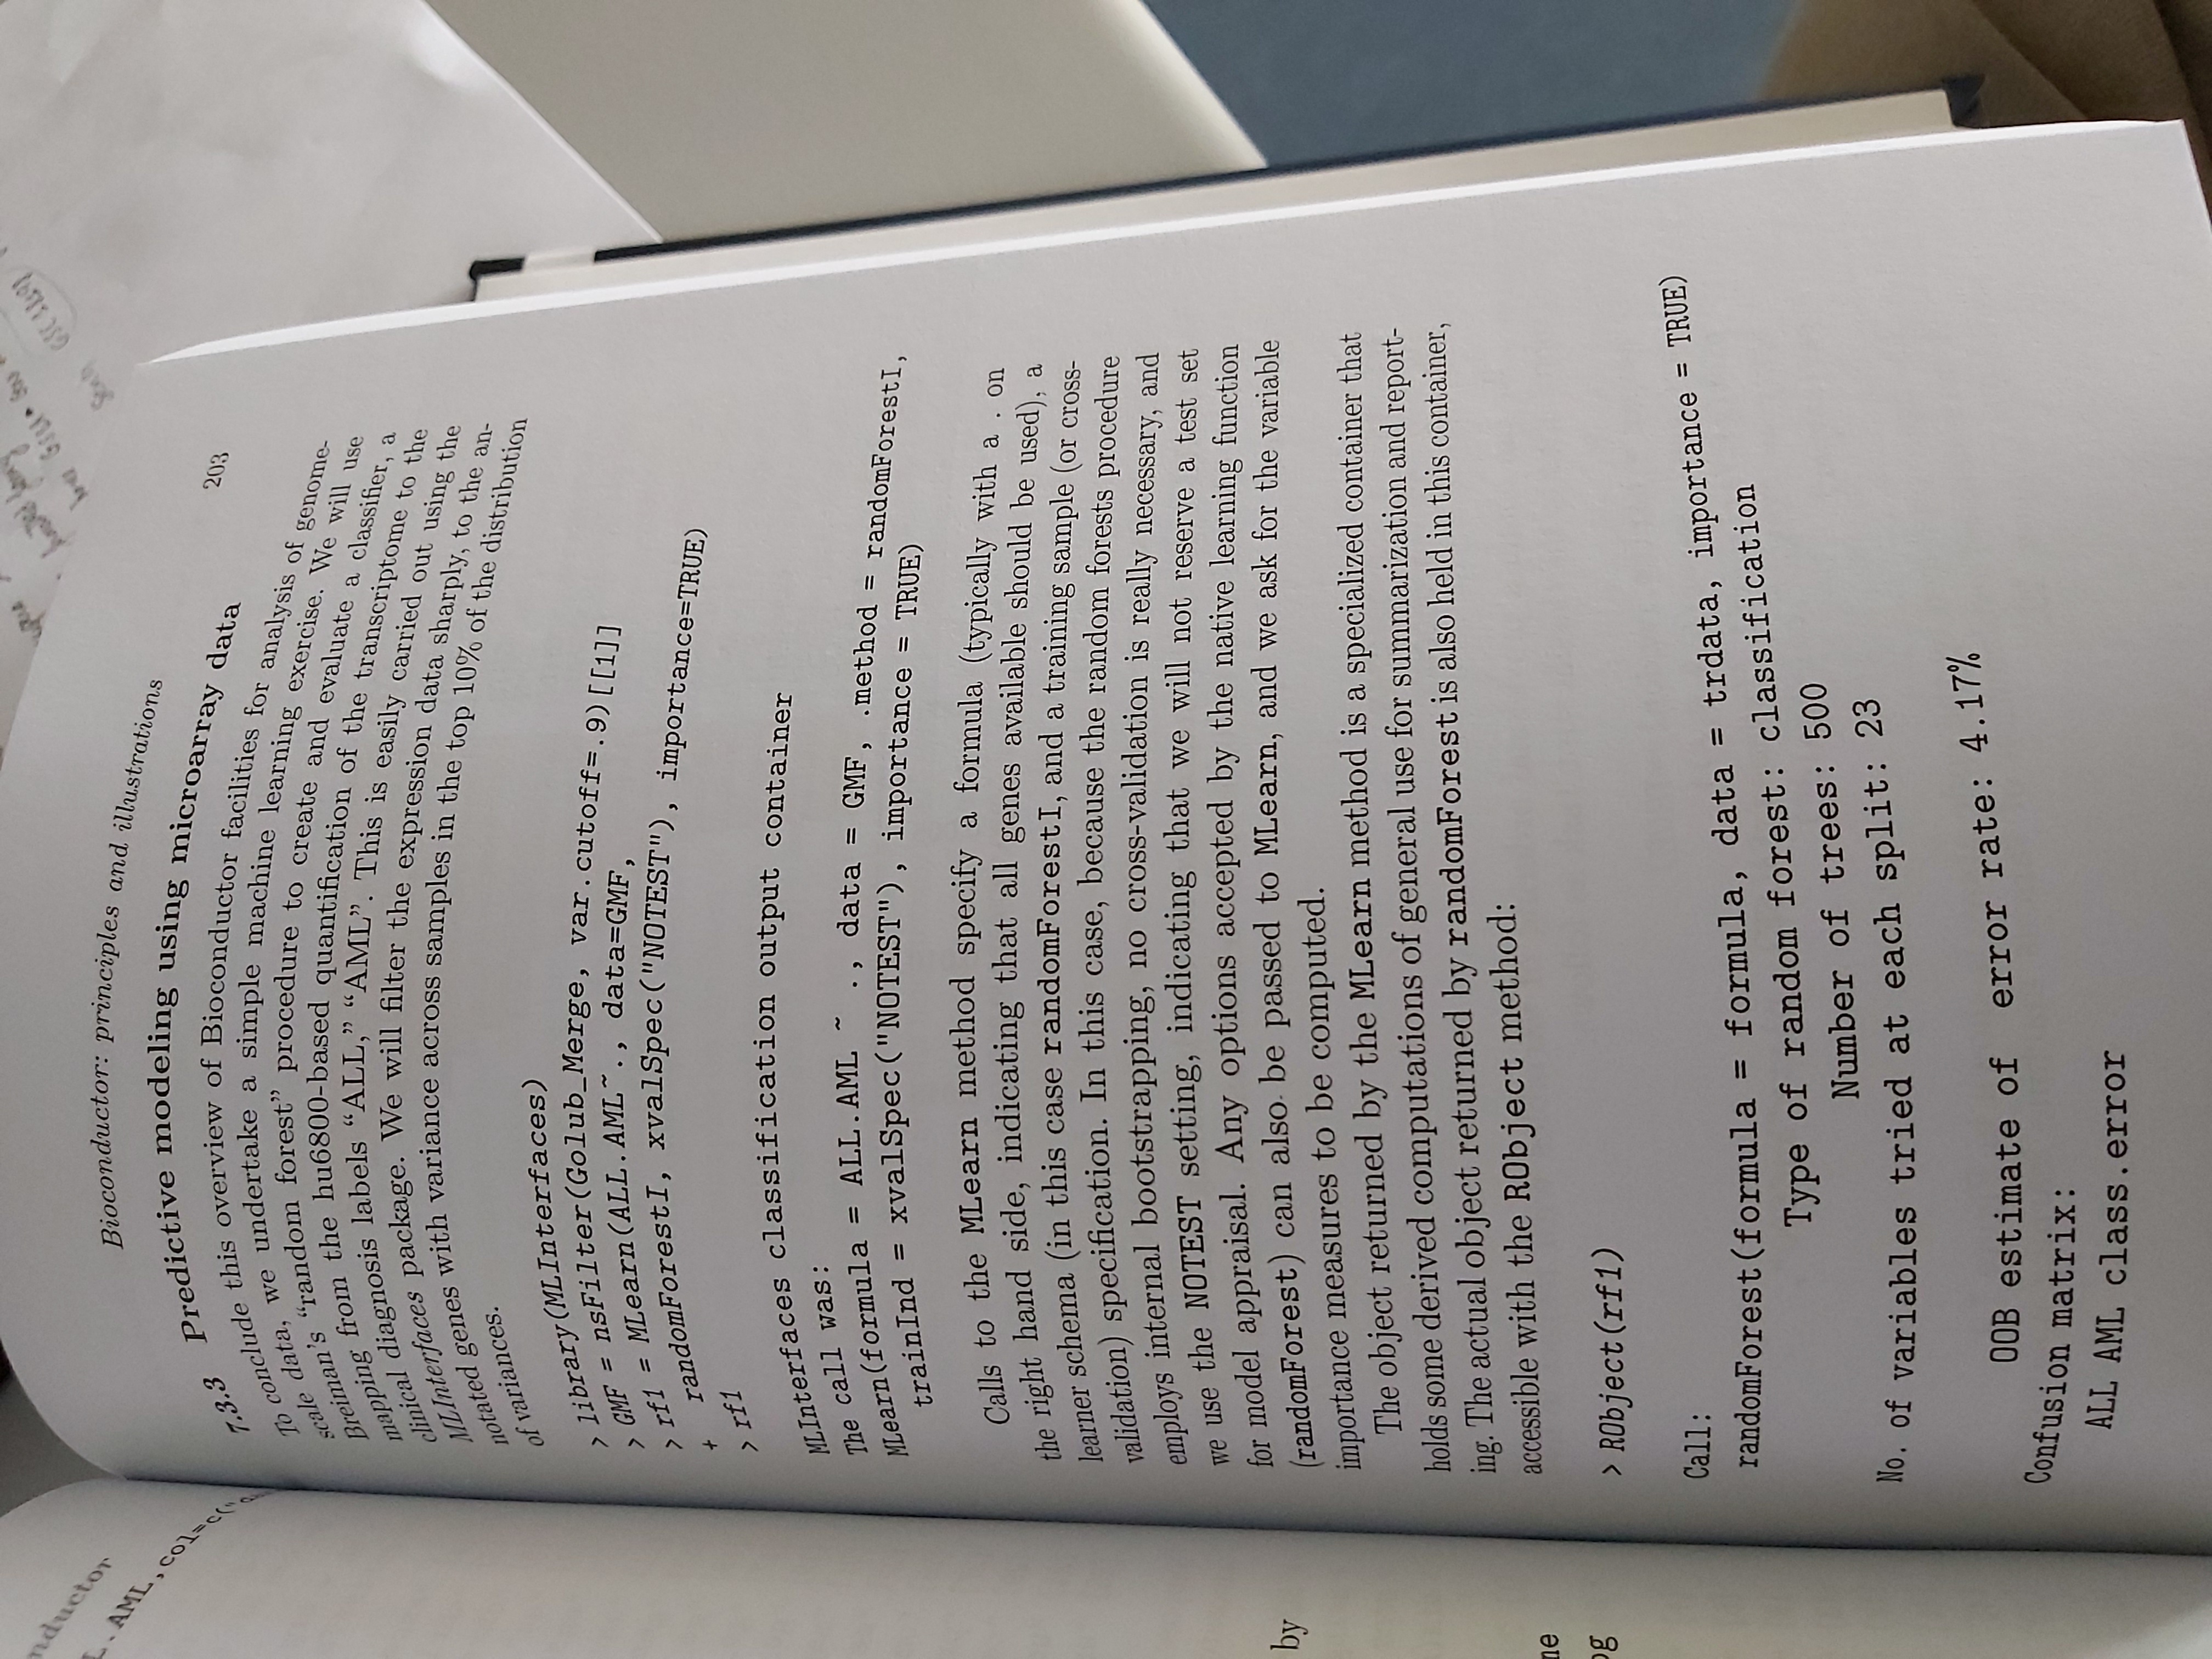 nductor
L.AML,col=c("
by
ne
og
Bioconductor: principles and illustrations
203
7.3.3 Predictive modeling using microarray data
To conclude this overview of Bioconductor facilities for analysis of genome-
scale data, we undertake a simple machine learning exercise. We will use
Breiman's “random forest” procedure to create and evaluate a classifier, a
mapping from the hu6800-based quantification of the transcriptome to the
clinical diagnosis labels “ALL,” “AML”. This is easily carried out using the
MLInterfaces package. We will filter the expression data sharply, to the an-
notated genes with variance across samples in the top 10% of the distribution
of variances.
> library(MLInterfaces)
> GMF = nsFilter(Golub_Merge, var.cutoff=.9)[[1]]
> rf1 = MLearn(ALL.AML~., data=GMF,
+ randomForestI, xvalSpec("NOTEST"), importance=TRUE)
> rf1
MLInterfaces classification output container
The call was:
MLearn(formula = ALL.AML ~ ., data = GMF, .method = randomForestI,
trainInd = xvalSpec("NOTEST"), importance = TRUE)
Calls to the MLearn method specify a formula (typically with a . on
the right hand side, indicating that all genes available should be used), a
learner schema (in this case randomForestI, and a training sample (or cross-
validation) specification. In this case, because the random forests procedure
employs internal bootstrapping, no cross-validation is really necessary, and
we use the NOTEST setting, indicating that we will not reserve a test set
for model appraisal. Any options accepted by the native learning function
(randomForest) can also be passed to MLearn, and we ask for the variable
importance measures to be computed.
The object returned by the MLearn method is a specialized container that
holds some derived computations of general use for summarization and report-
ing. The actual object returned by randomForest is also held in this container,
accessible with the RObject method:
> RObject(rf1)
Call:
randomForest(formula = formula, data = trdata, importance = TRUE)
Type of random forest: classification
Number of trees: 500
No. of variables tried at each split: 23
OOB estimate of error rate: 4.17%
Confusion matrix:
ALL AML class.error